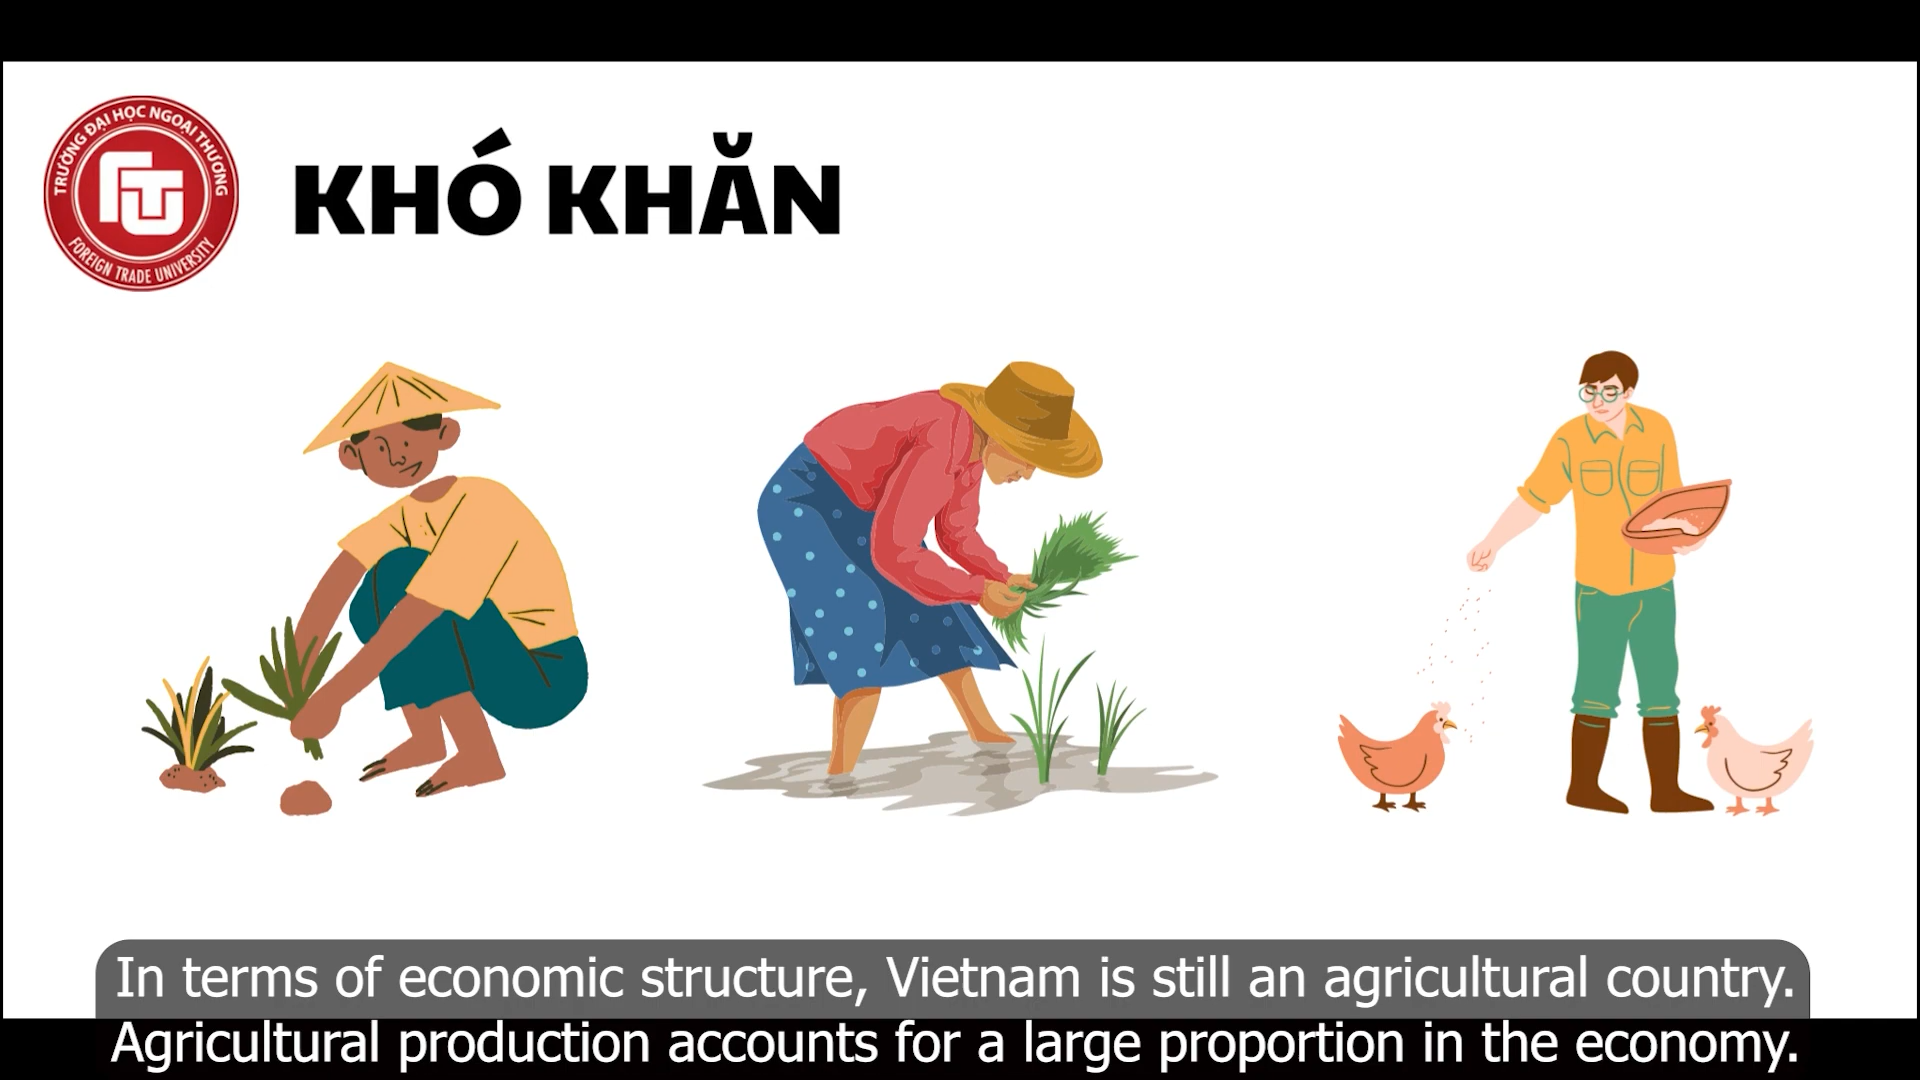 TRƯỜNG ĐẠI HỌC NGOẠI THƯƠNG
FTU
FOREIGN TRADE UNIVERSITY
KHÓ KHĂN
In terms of economic structure, Vietnam is still an agricultural country.
Agricultural production accounts for a large proportion in the economy.